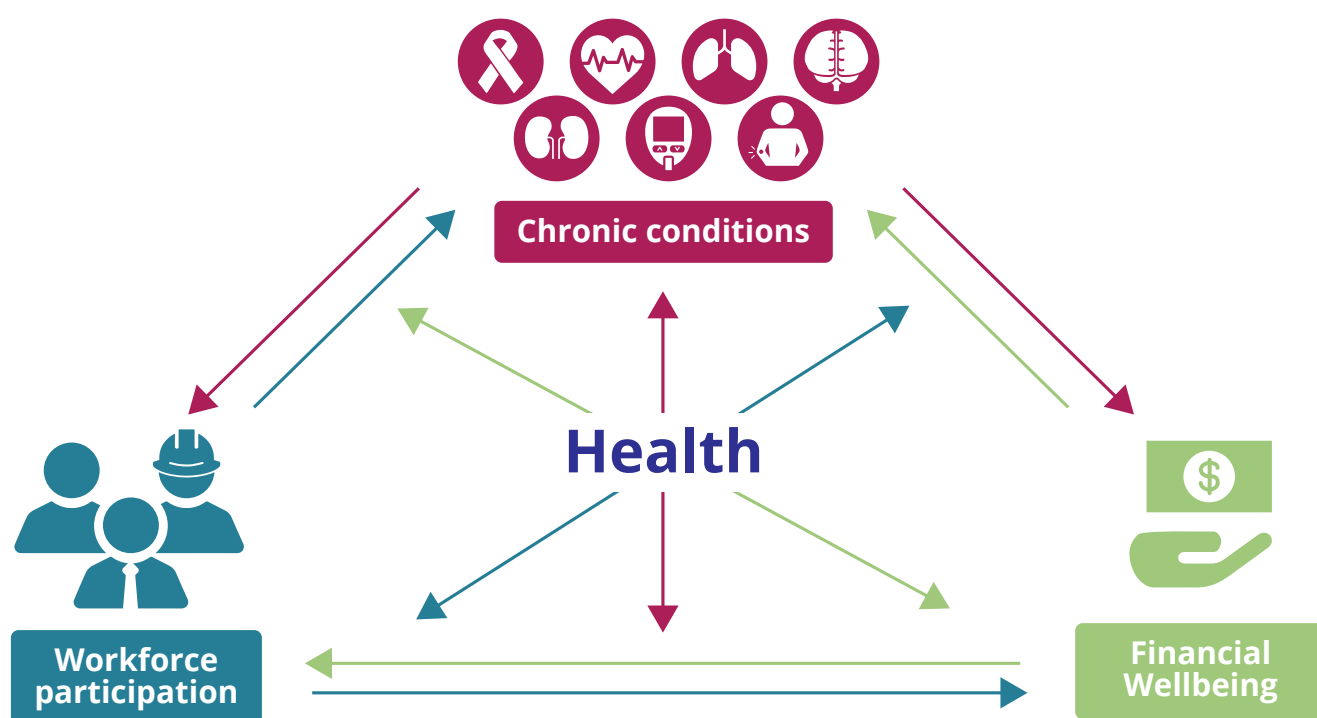 Chronic conditions
Health
$
Workforce
participation
Financial
Wellbeing